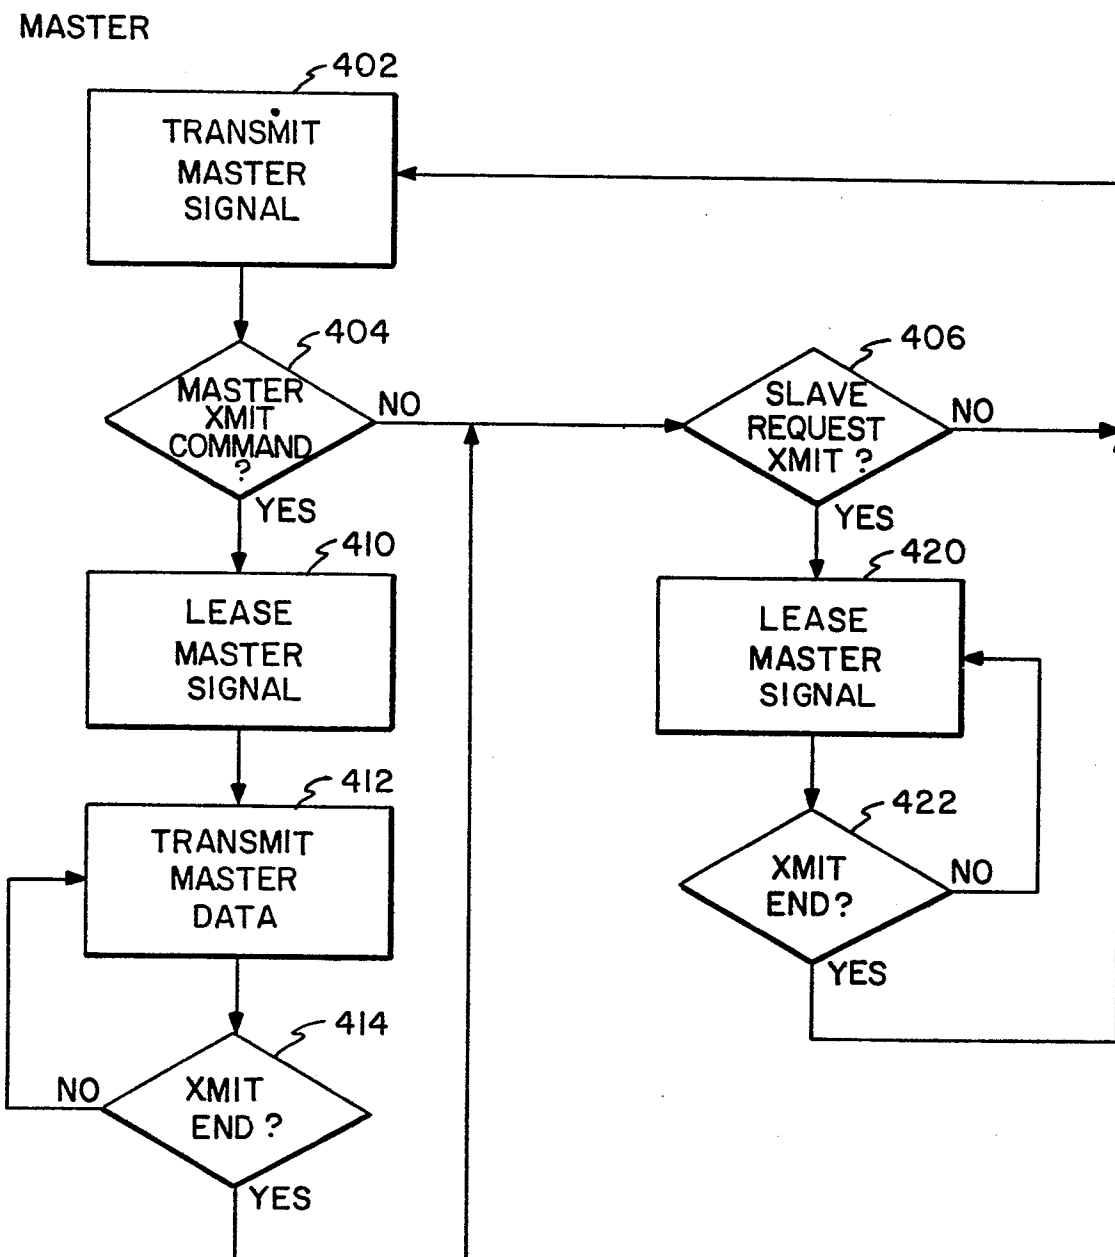 MASTER
402
TRANSMIT
MASTER
SIGNAL
404
MASTER
XMIT
COMMAND
?
NO
YES
406
SLAVE
REQUEST
XMIT ?
NO
YES
410
LEASE
MASTER
SIGNAL
420
LEASE
MASTER
SIGNAL
412
TRANSMIT
MASTER
DATA
422
XMIT
END?
NO
YES
414
XMIT
END ?
NO
YES